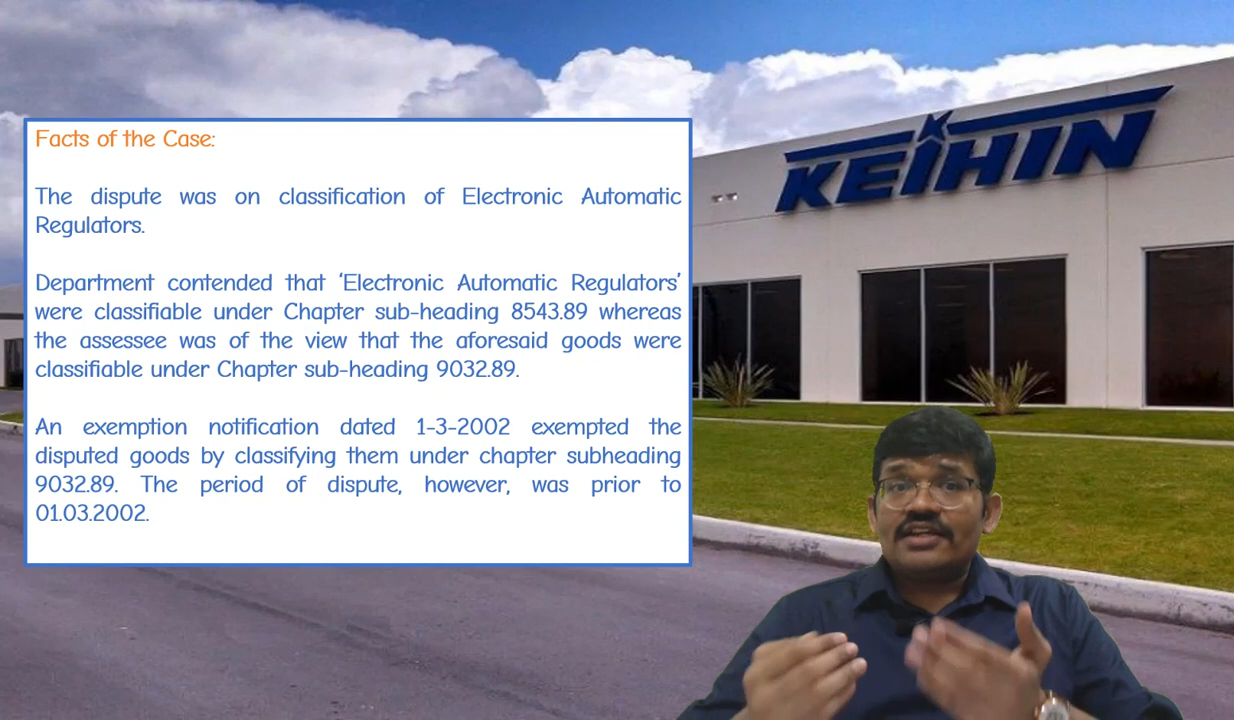 Facts of the Case:
The dispute was on classification of Electronic Automatic
Regulators.
Department contended that ‘Electronic Automatic Regulators’
were classifiable under Chapter sub-heading 8543.89 whereas
the assessee was of the view that the aforesaid goods were
classifiable under Chapter sub-heading 9032.89.
An exemption notification dated 1-3-2002 exempted the
disputed goods by classifying them under chapter subheading
9032.89. The period of dispute, however, was prior to
01.03.2002.
KEIHIN